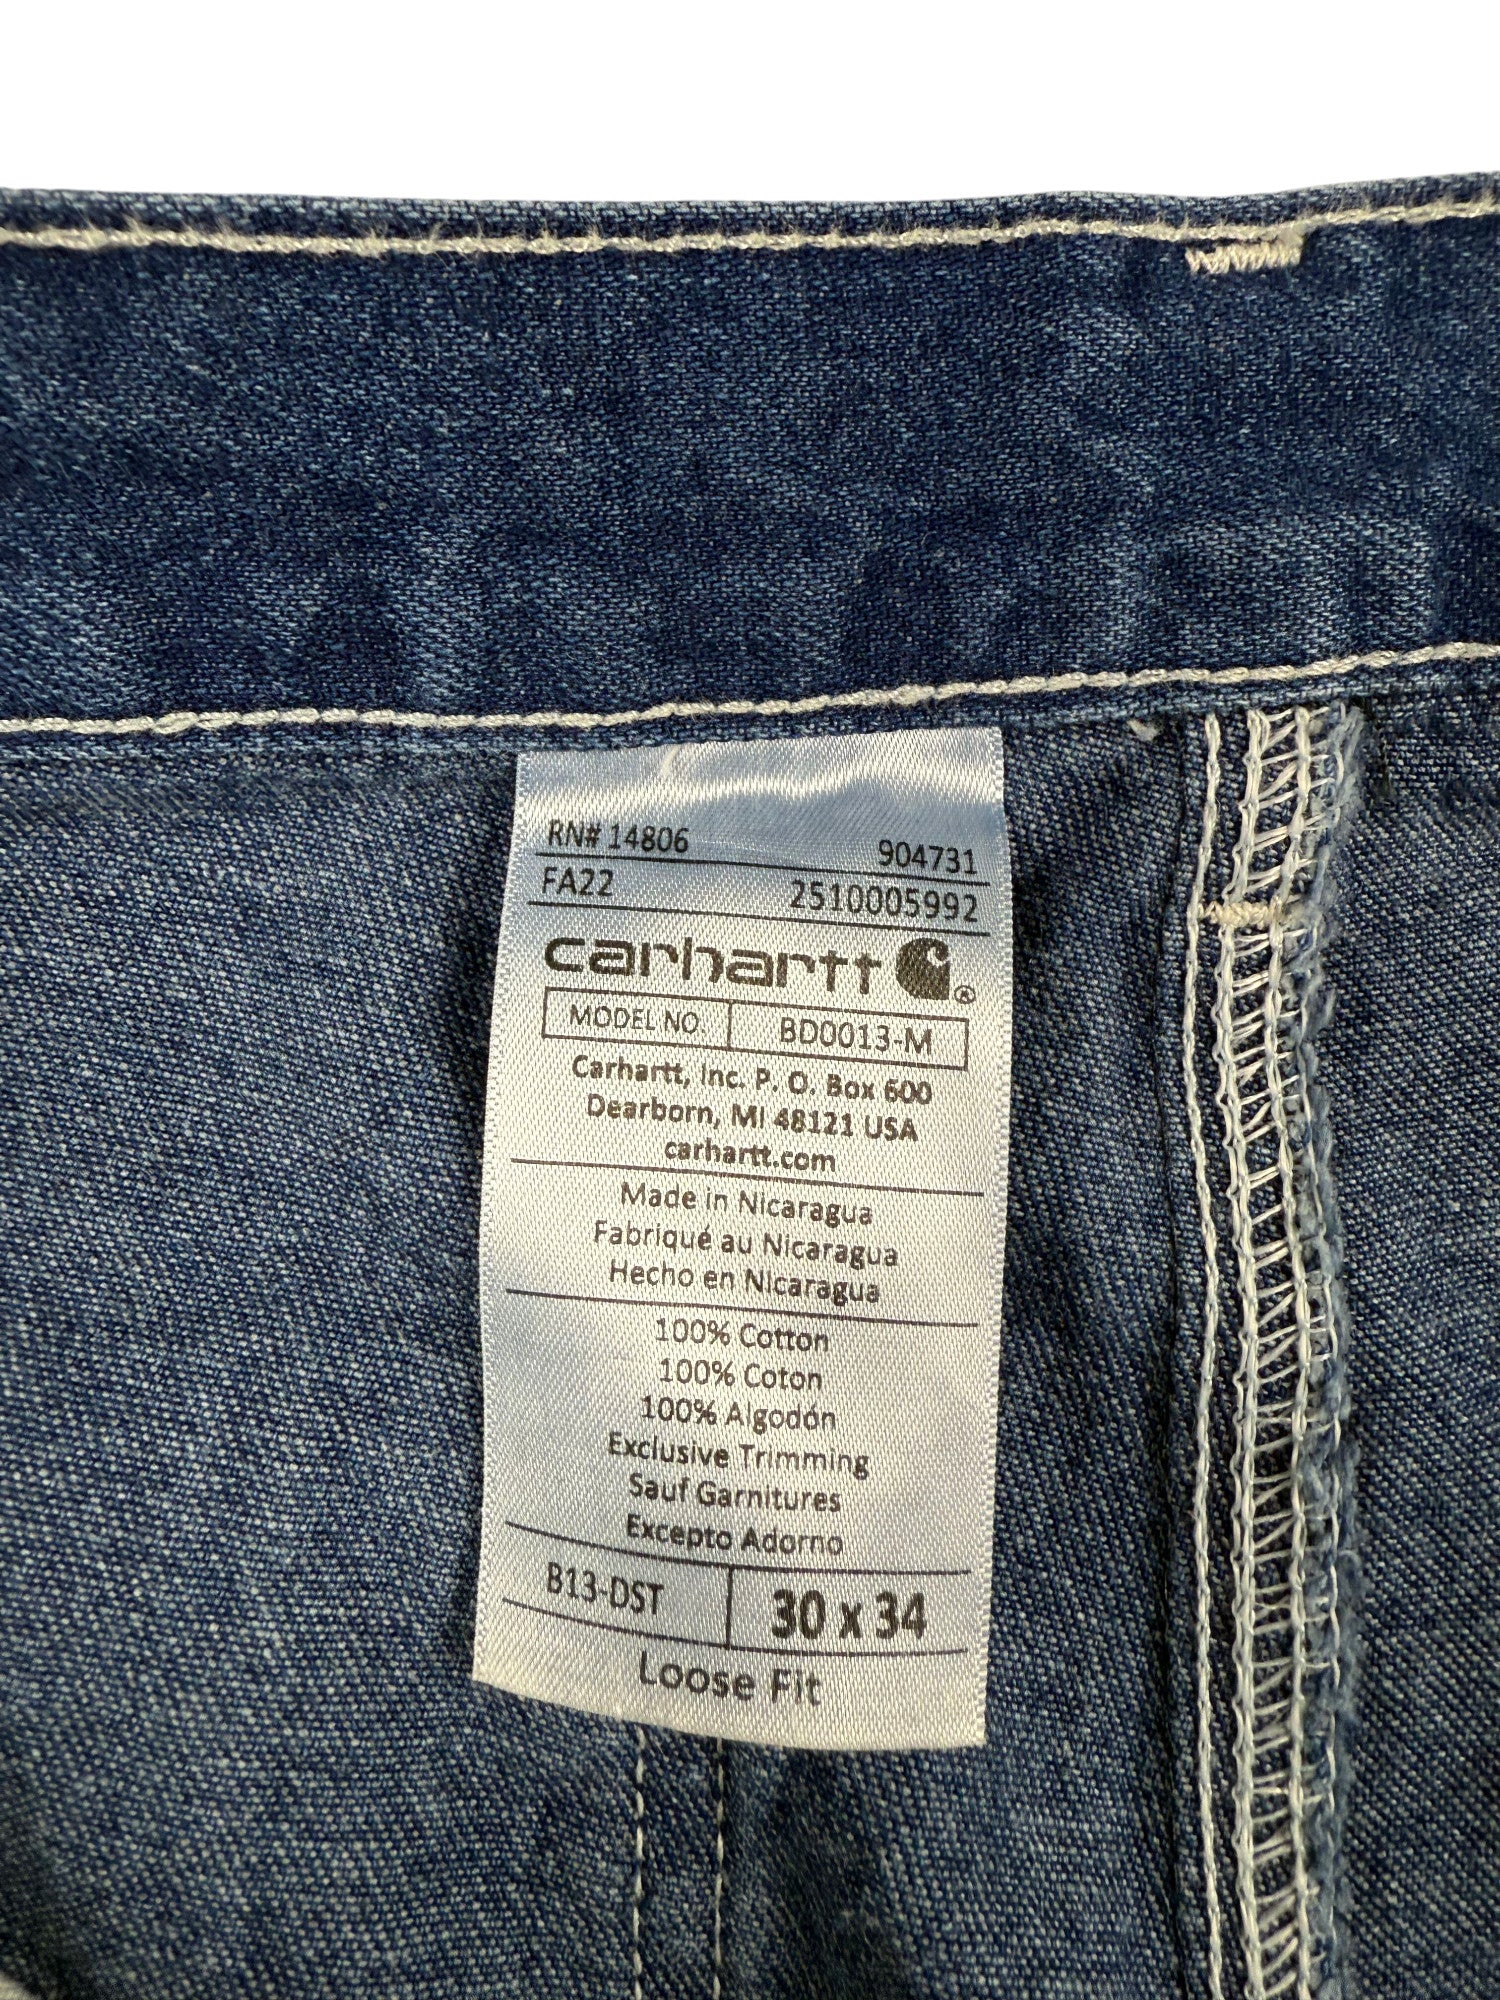 RN# 14806 904731
FA22 2510005992
carhartt ®
MODEL NO. BD0013-M
Carhartt, Inc. P. O. Box 600
Dearborn, MI 48121 USA
carhartt.com
Made in Nicaragua
Fabriqué au Nicaragua
Hecho en Nicaragua
100% Cotton
100% Coton
100% Algodón
Exclusive Trimming
Sauf Garnitures
Excepto Adorno
B13-DST 30 x 34
Loose Fit